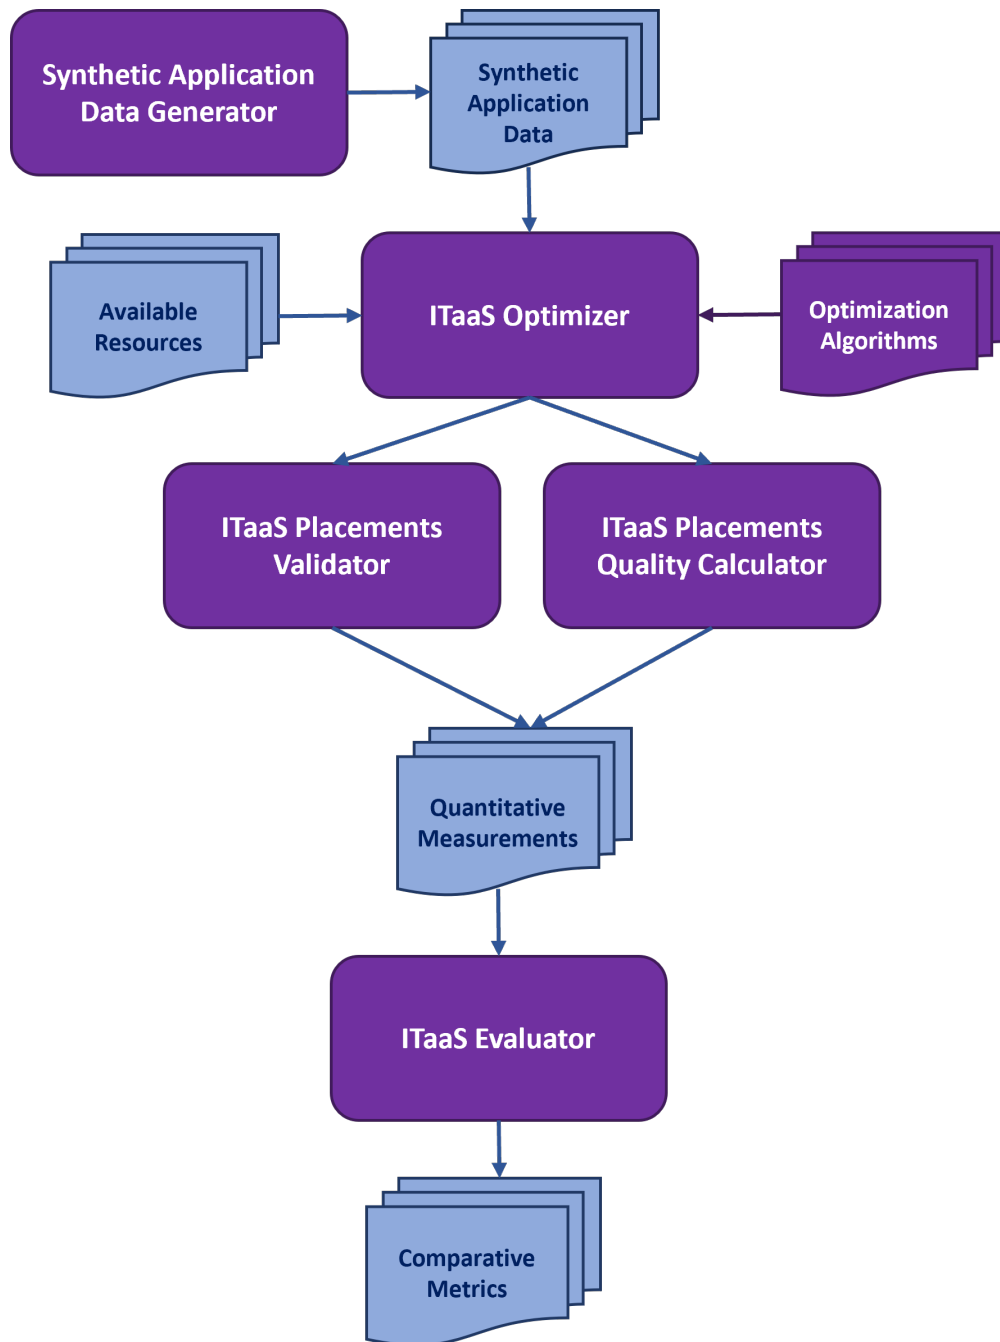 Synthetic Application
Data Generator
Synthetic
Application
Data
Available
Resources
ITaaS Optimizer
Optimization
Algorithms
ITaaS Placements
Validator
ITaaS Placements
Quality Calculator
Quantitative
Measurements
ITaaS Evaluator
Comparative
Metrics